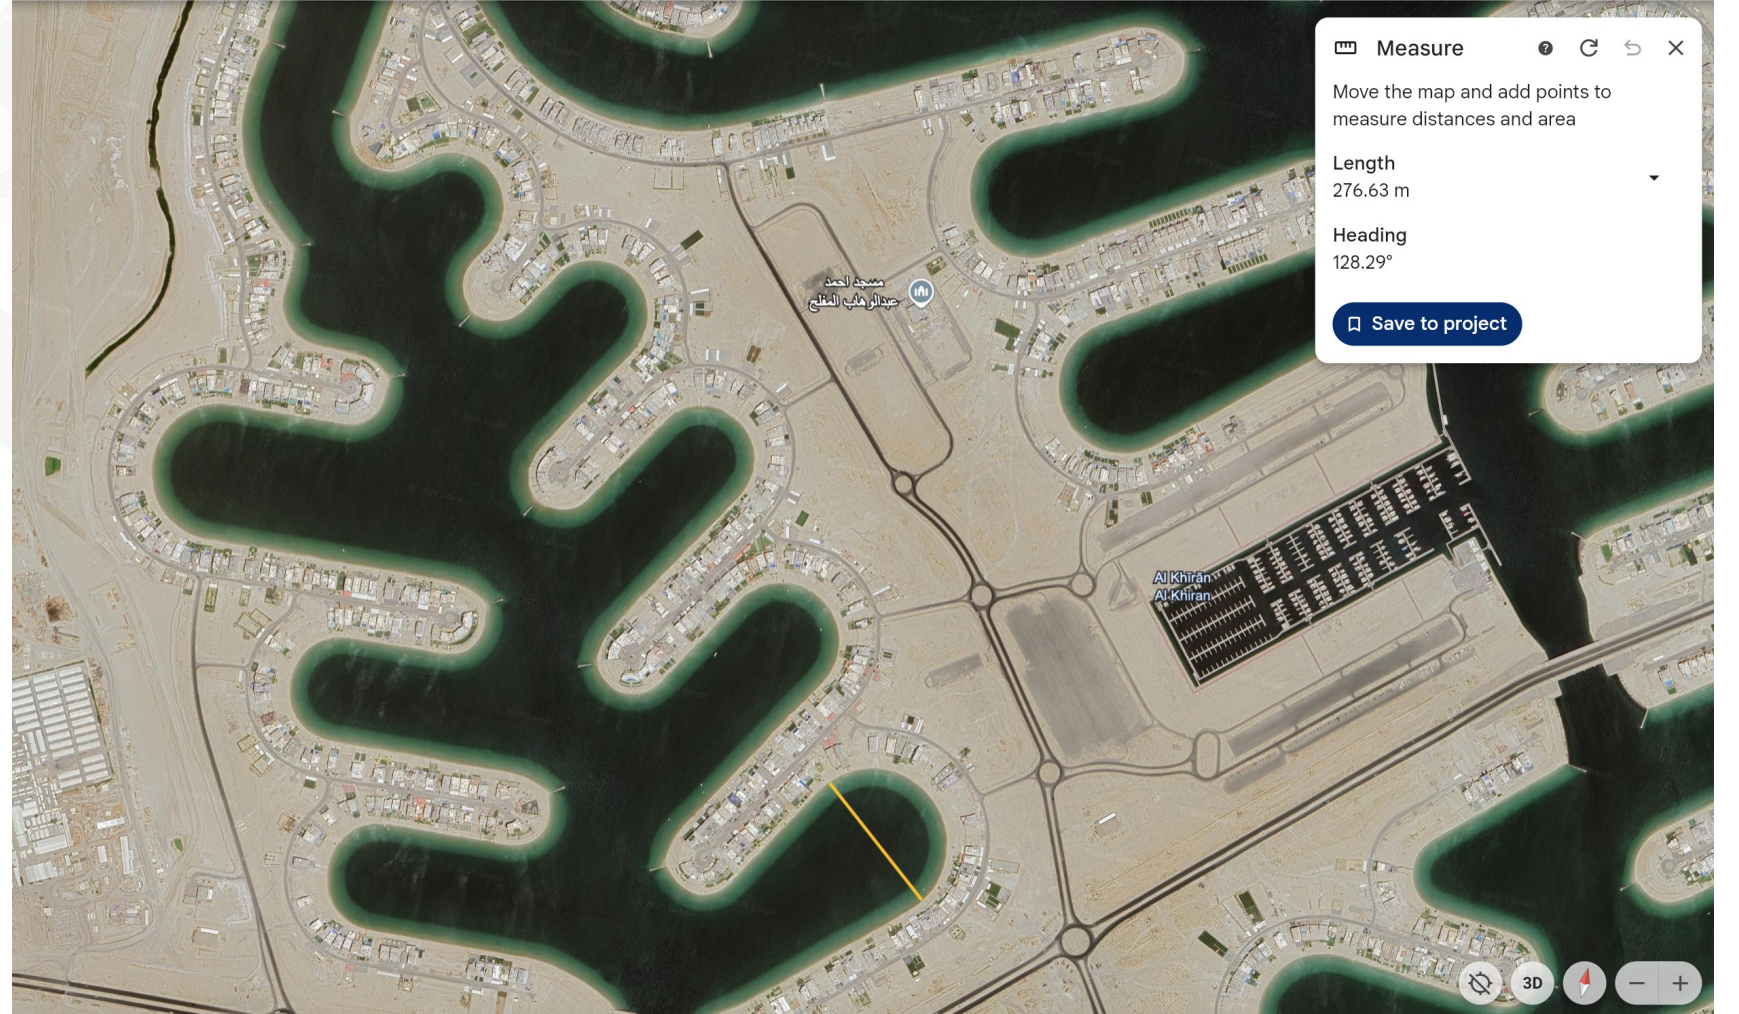 Measure
Move the map and add points to
measure distances and area
Length
276.63 m
Heading
128.29°
Save to project
مسجد احمد
عبدالوهاب المفلح
Al Khīrān
Al Khiran
3D